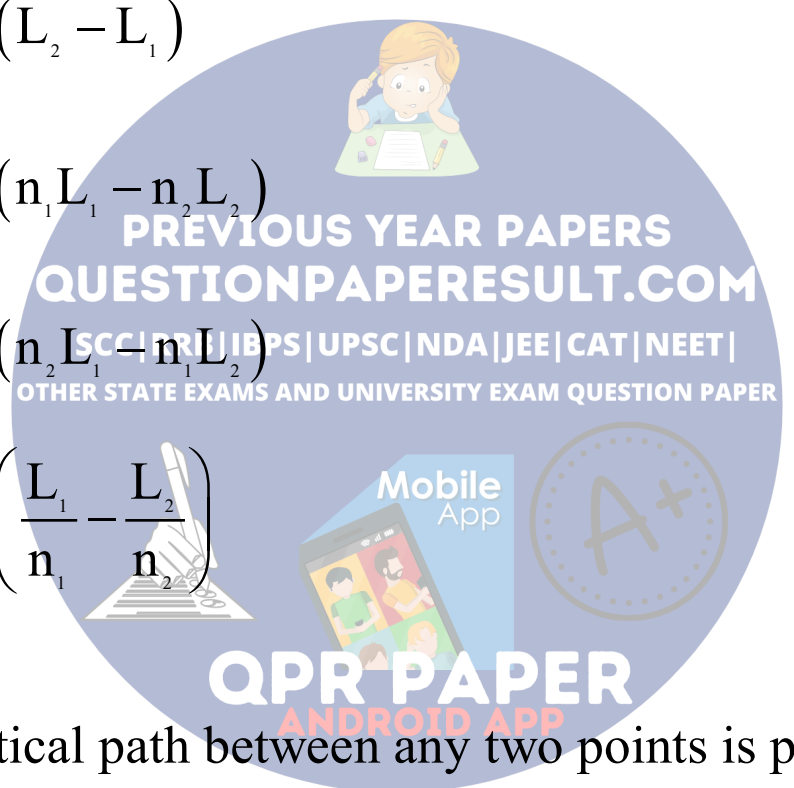 (L₂ − L₁)
(n₁L₁ − n₂L₂)
PREVIOUS YEAR PAPERS
QUESTIONPAPERESULT.COM
(n₂L₁ − n₁L₂)
SCC|RRB|IBPS|UPSC|NDA|JEE|CAT|NEET|
OTHER STATE EXAMS AND UNIVERSITY EXAM QUESTION PAPER
(L₁/n₁ − L₂/n₂)
Mobile
App
A+
QPR PAPER
ANDROID APP
tical path between any two points is p